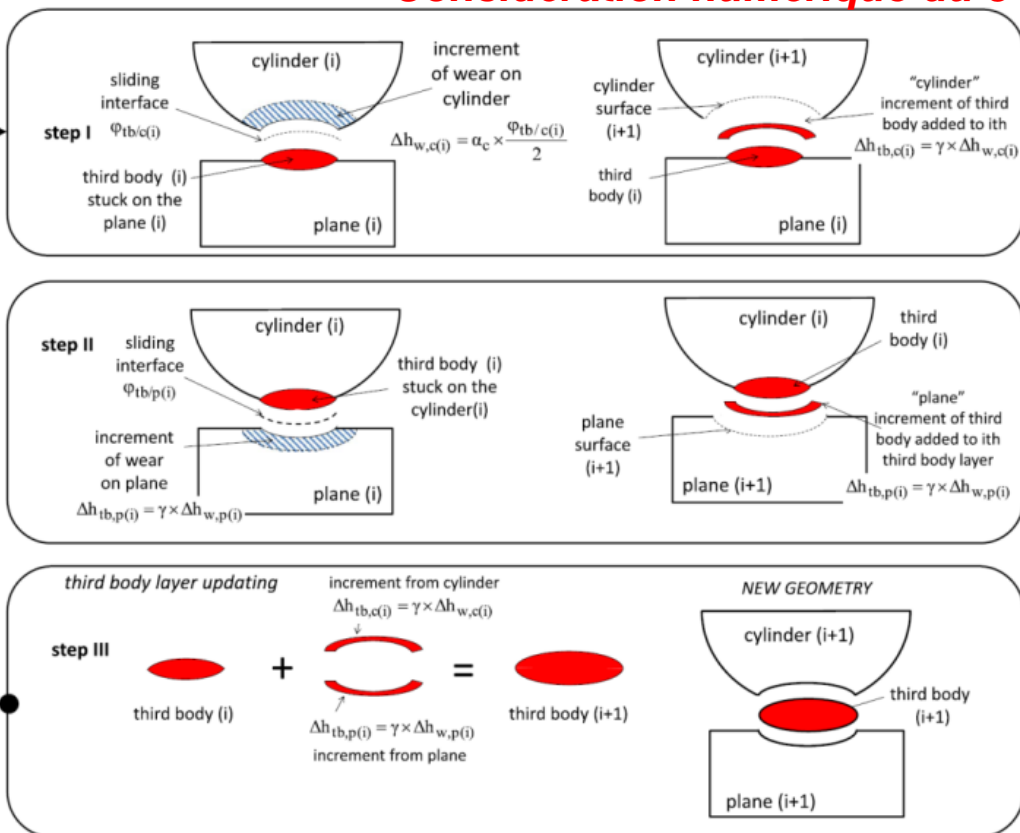 Considération numérique du
step I
cylinder (i)
sliding
interface
φtb/c(i)
increment
of wear on
cylinder
Δhw,c(i) = αc × φtb/c(i) / 2
third body (i)
stuck on the
plane (i)
plane (i)
cylinder (i+1)
cylinder
surface
(i+1)
"cylinder"
increment of third
body added to ith
Δhtb,c(i) = γ × Δhw,c(i)
third
body (i)
plane (i)
step II
cylinder (i)
sliding
interface
φtb/p(i)
third body (i)
stuck on the
cylinder(i)
increment
of wear
on plane
plane (i)
Δhtb,p(i) = γ × Δhw,p(i)
cylinder (i)
third
body (i)
plane
surface
(i+1)
"plane"
increment of third
body added to ith
third body layer
plane (i+1)
Δhtb,p(i) = γ × Δhw,p(i)
third body layer updating
step III
increment from cylinder
Δhtb,c(i) = γ × Δhw,c(i)
+
=
third body (i)
Δhtb,p(i) = γ × Δhw,p(i)
increment from plane
third body (i+1)
NEW GEOMETRY
cylinder (i+1)
third body
(i+1)
plane (i+1)